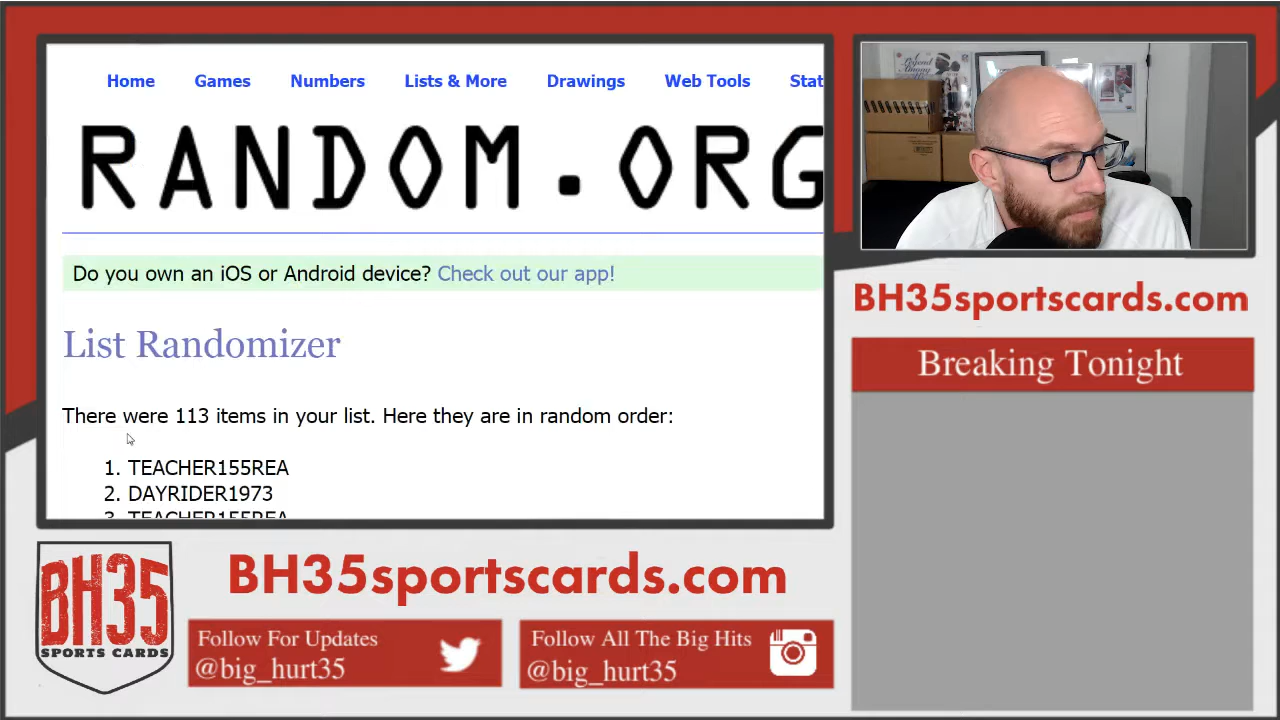 Home Games Numbers Lists & More Drawings Web Tools Stat
RANDOM.ORG
Do you own an iOS or Android device? Check out our app!
List Randomizer
There were 113 items in your list. Here they are in random order:
1. TEACHER155REA
2. DAYRIDER1973
3. TEACHER155REA
BH35sportscards.com
Breaking Tonight
BH35
SPORTS CARDS
BH35sportscards.com
Follow For Updates
@big_hurt35
Follow All The Big Hits
@big_hurt35